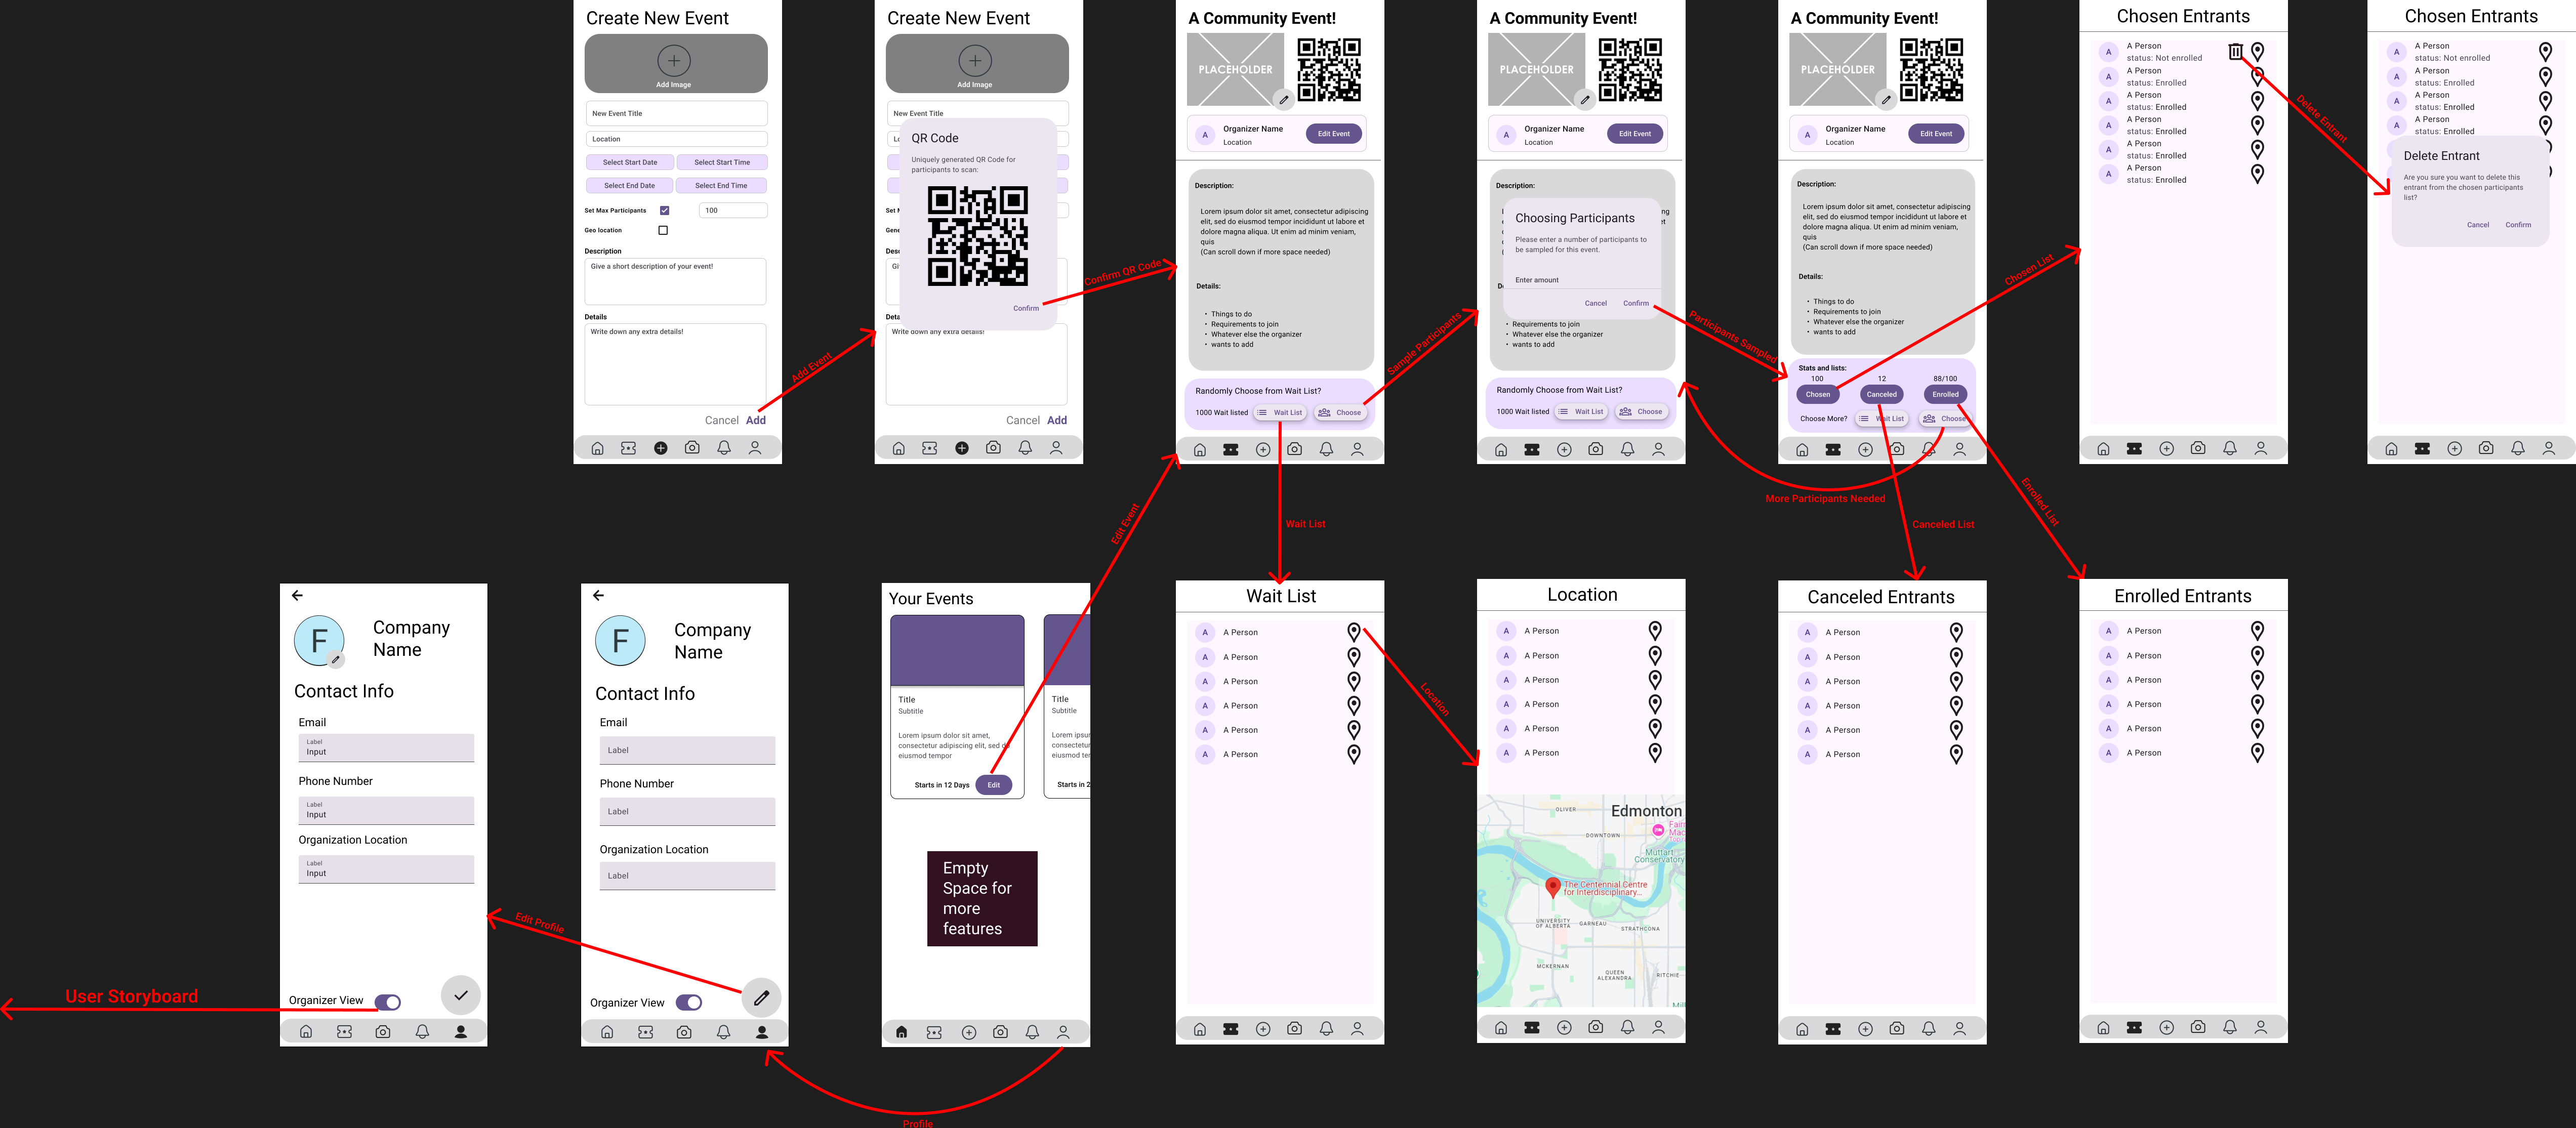 Create New Event
Add Image
New Event Title
Location
Select Start Date
Select Start Time
Select End Date
Select End Time
Set Max Participants
100
Geo location
Description
Give a short description of your event!
Details
Write down any extra details!
Cancel
Add
Add Event
Create New Event
Add Image
New Event Title
QR Code
Uniquely generated QR Code for
participants to scan:
Confirm
Write down any extra details!
Cancel
Add
Confirm QR Code
A Community Event!
PLACEHOLDER
A
Organizer Name
Location
Edit Event
Description:
Lorem ipsum dolor sit amet, consectetur adipiscing
elit, sed do eiusmod tempor incididunt ut labore et
dolore magna aliqua. Ut enim ad minim veniam,
quis
(Can scroll down if more space needed)
Details:
• Things to do
• Requirements to join
• Whatever else the organizer
• wants to add
Randomly Choose from Wait List?
1000 Wait listed
Wait List
Choose
Sample Participants
A Community Event!
PLACEHOLDER
A
Organizer Name
Location
Edit Event
Description:
Choosing Participants
Please enter a number of participants to
be sampled for this event.
Enter amount
Cancel
Confirm
• Requirements to join
• Whatever else the organizer
• wants to add
Randomly Choose from Wait List?
1000 Wait listed
Wait List
Choose
Participants Sampled
A Community Event!
PLACEHOLDER
A
Organizer Name
Location
Edit Event
Description:
Lorem ipsum dolor sit amet, consectetur adipiscing
elit, sed do eiusmod tempor incididunt ut labore et
dolore magna aliqua. Ut enim ad minim veniam,
quis
(Can scroll down if more space needed)
Details:
• Things to do
• Requirements to join
• Whatever else the organizer
• wants to add
Stats and lists:
100
12
88/100
Chosen
Canceled
Enrolled
Choose More?
Wait List
Choose
More Participants Needed
Chosen List
Chosen Entrants
A
A Person
status: Not enrolled
A
A Person
status: Enrolled
A
A Person
status: Enrolled
A
A Person
status: Enrolled
A
A Person
status: Enrolled
A
A Person
status: Enrolled
Delete Entrant
Chosen Entrants
A
A Person
status: Not enrolled
A
A Person
status: Enrolled
A
A Person
status: Enrolled
A
A Person
status: Enrolled
Delete Entrant
Are you sure you want to delete this
entrant from the chosen participants
list?
Cancel
Confirm
Edit Event
Wait List
Canceled List
Enrolled List
User Storyboard
F
Company
Name
Contact Info
Email
Label
Input
Phone Number
Label
Input
Organization Location
Label
Input
Organizer View
Edit Profile
F
Company
Name
Contact Info
Email
Label
Phone Number
Label
Organization Location
Label
Organizer View
Profile
Your Events
Title
Subtitle
Lorem ipsum dolor sit amet,
consectetur adipiscing elit, sed do
eiusmod tempor
Starts in 12 Days
Edit
Title
Subtitle
Starts in 2
Empty
Space for
more
features
Wait List
A
A Person
A
A Person
A
A Person
A
A Person
A
A Person
A
A Person
Location
Location
A
A Person
A
A Person
A
A Person
A
A Person
A
A Person
A
A Person
Edmonton
OLIVER
DOWNTOWN
Muttart
Conservatory
The Centennial Centre
for Interdisciplinary...
UNIVERSITY
OF ALBERTA
GARNEAU
STRATHCONA
MCKERNAN
QUEEN
ALEXANDRA
RITCHIE
Canceled Entrants
A
A Person
A
A Person
A
A Person
A
A Person
A
A Person
A
A Person
Enrolled Entrants
A
A Person
A
A Person
A
A Person
A
A Person
A
A Person
A
A Person